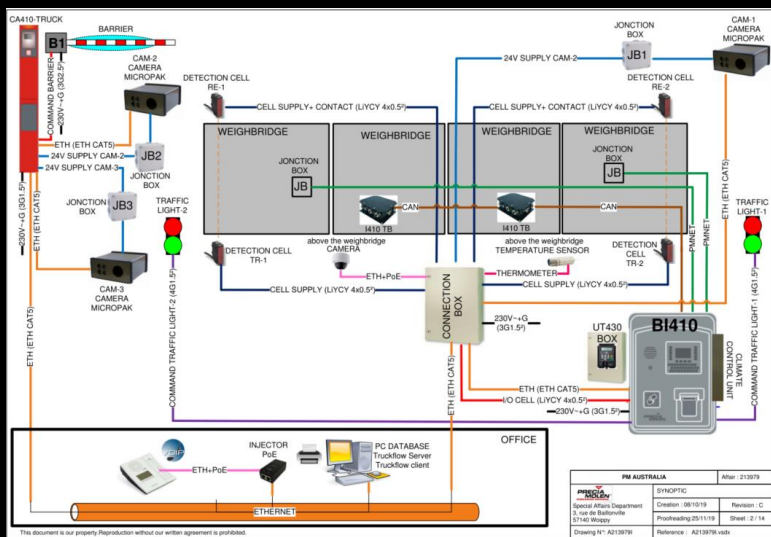 CA410-TRUCK
BARRIER
B1
COMMAND BARRIER
230V~+G (3G2.5²)
CAM-2
CAMERA
MICROPAK
DETECTION CELL
RE-1
24V SUPPLY CAM-2
JONCTION
BOX
JB1
CAM-1
CAMERA
MICROPAK
DETECTION CELL
RE-2
CELL SUPPLY+ CONTACT (LiYCY 4x0.5²)
CELL SUPPLY+ CONTACT (LiYCY 4x0.5²)
ETH (ETH CAT5)
24V SUPPLY CAM-2
24V SUPPLY CAM-3
JB2
JONCTION
BOX
JONCTION
BOX
JB3
230V~+G (3G1.5²)
ETH (ETH CAT5)
CAM-3
CAMERA
MICROPAK
TRAFFIC
LIGHT-2
WEIGHBRIDGE
WEIGHBRIDGE
WEIGHBRIDGE
WEIGHBRIDGE
JONCTION
BOX
JB
JONCTION
BOX
JB
CAN
CAN
I410 TB
I410 TB
PMNET
PMNET
ETH (ETH CAT5)
TRAFFIC
LIGHT-1
DETECTION CELL
TR-1
above the weighbridge
CAMERA
above the weighbridge
TEMPERATURE SENSOR
DETECTION
CELL
TR-2
ETH+PoE
THERMOMETER
CELL SUPPLY (LiYCY 4x0.5²)
CELL SUPPLY (LiYCY 4x0.5²)
CONNECTION
BOX
230V~+G
(3G1.5²)
UT430
BOX
BI410
CLIMATE
CONTROL UNIT
COMMAND TRAFFIC LIGHT-2 (4G1.5²)
COMMAND TRAFFIC LIGHT-1 (4G1.5²)
ETH (ETH CAT5)
I/O CELL (LiYCY 4x0.5²)
230V~+G (3G1.5²)
ETH (ETH CAT5)
ETH (ETH CAT5)
OFFICE
VOIP
ETH+PoE
INJECTOR
PoE
PC DATABASE
Truckflow Server
Truckflow client
ETHERNET
PM AUSTRALIA
Affair : 213979
PRECIA
MOLEN
SYNOPTIC
Special Affairs Department
3, rue de Baillonville
57140 Woippy
Creation : 08/10/19
Revision : C
Proofreading:25/11/19
Sheet : 2 / 14
Drawing N°: A213979I
Reference : A213979I.vsdx
This document is our property.Reproduction without our written agreement is prohibited.